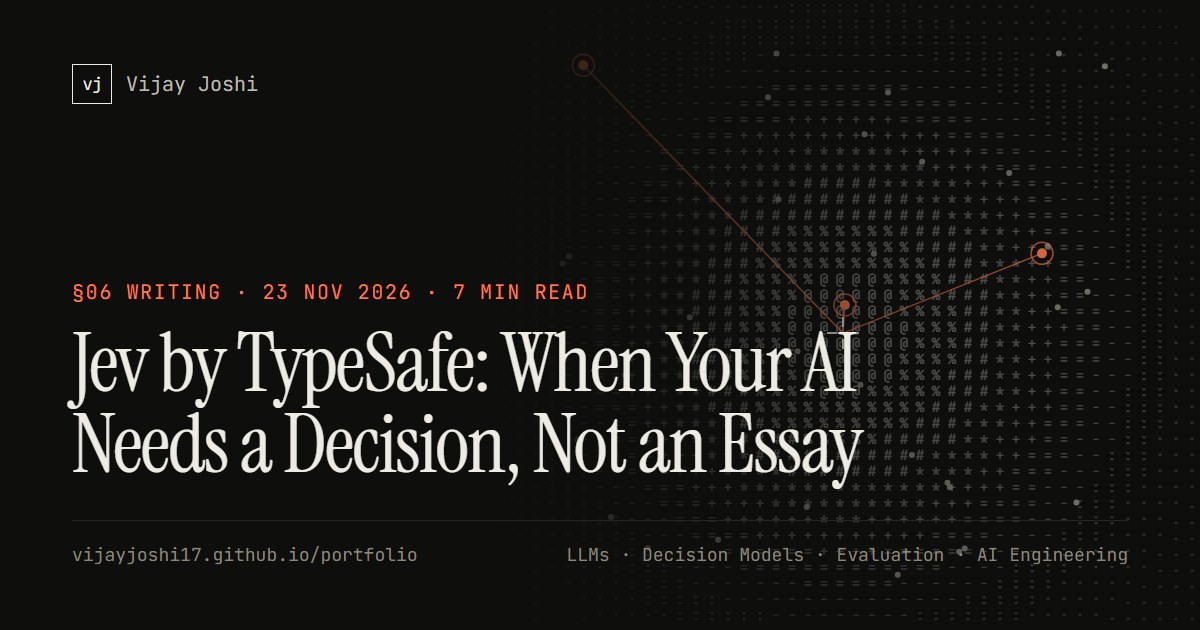 vj Vijay Joshi
§06 WRITING · 23 NOV 2026 · 7 MIN READ
Jev by TypeSafe: When Your AI
Needs a Decision, Not an Essay
vijayjoshi17.github.io/portfolio
LLMs · Decision Models · Evaluation · AI Engineering